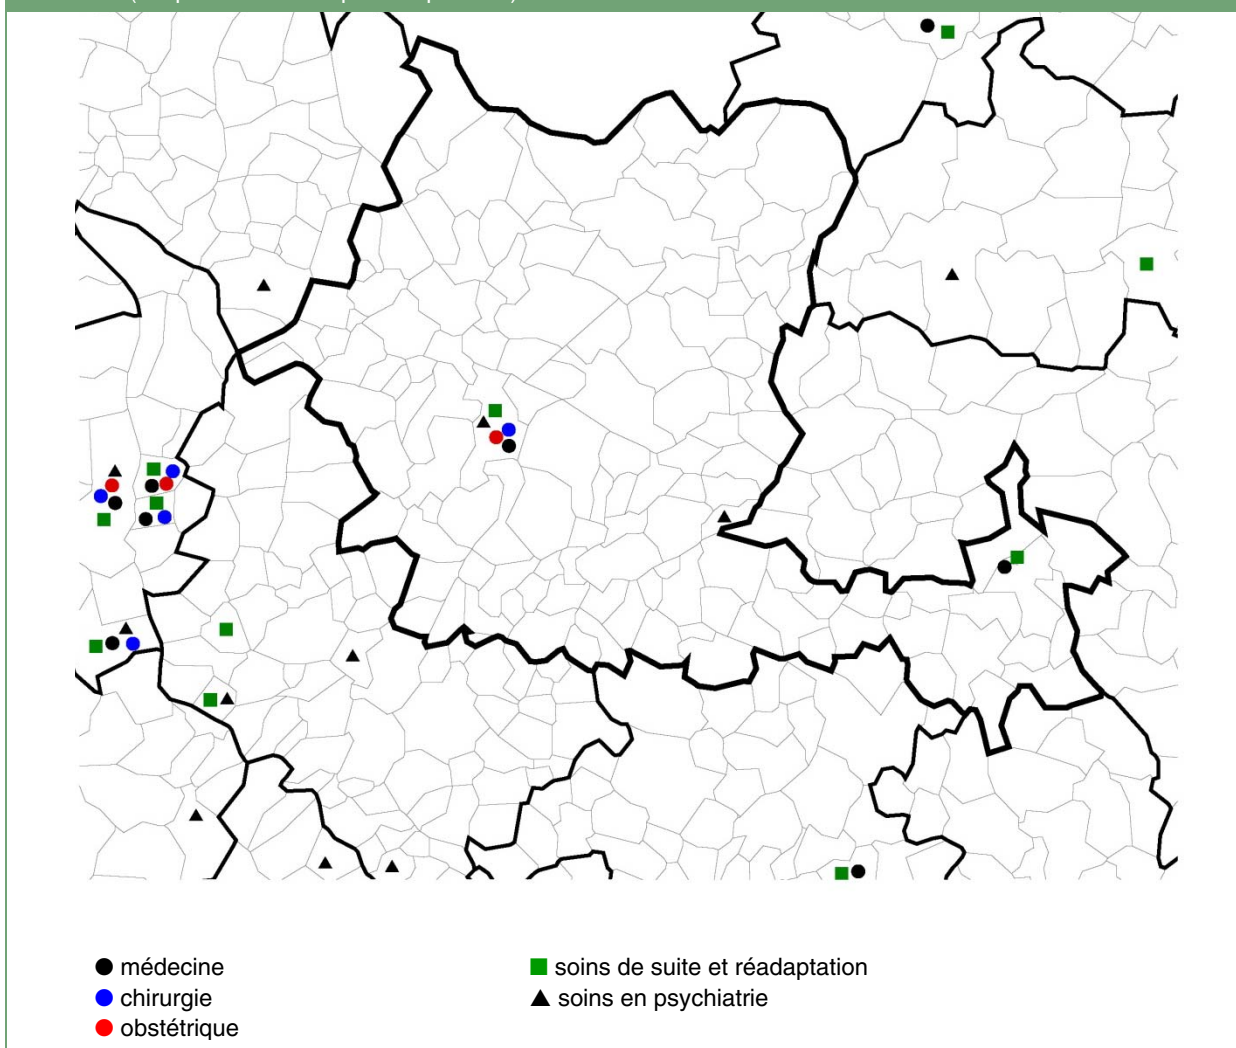 médecine
chirurgie
obstétrique
soins de suite et réadaptation
soins en psychiatrie